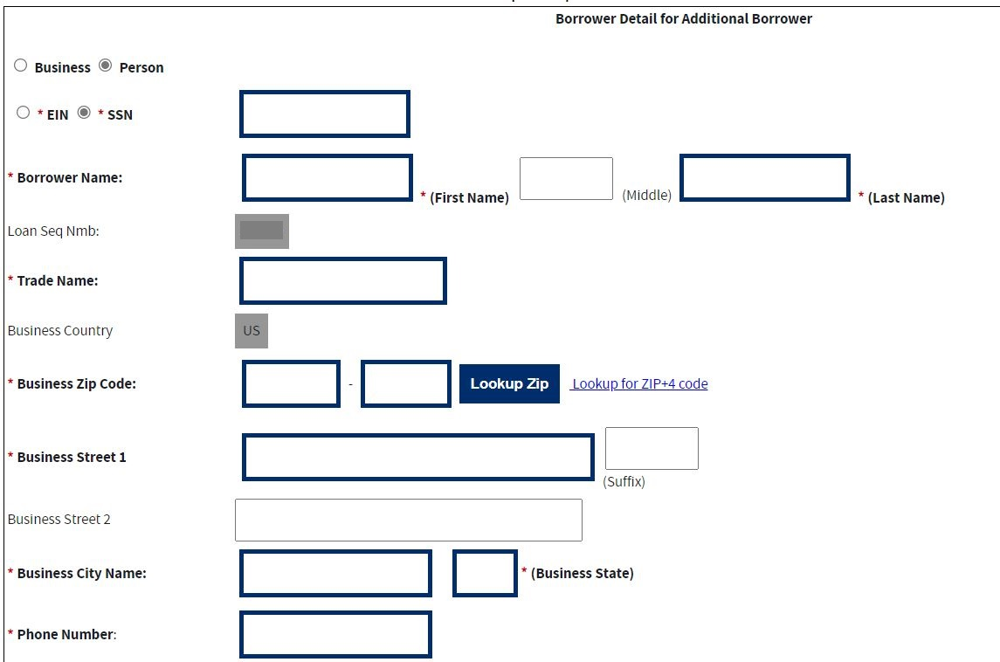 Borrower Detail for Additional Borrower
Business Person
* EIN * SSN
* Borrower Name: * (First Name) (Middle) * (Last Name)
Loan Seq Nmb:
* Trade Name:
Business Country US
* Business Zip Code: - Lookup Zip Lookup for ZIP+4 code
* Business Street 1
(Suffix)
Business Street 2
* Business City Name: * (Business State)
* Phone Number: